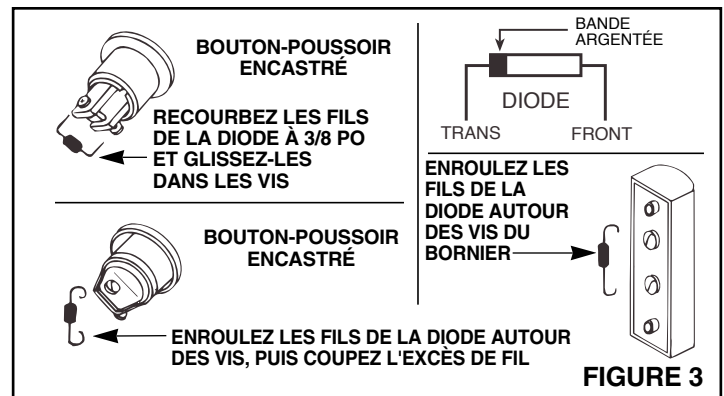 BOUTON-POUSSOIR
ENCASTRÉ
RECOURBEZ LES FILS
DE LA DIODE À 3/8 PO
ET GLISSEZ-LES
DANS LES VIS
BOUTON-POUSSOIR
ENCASTRÉ
ENROULEZ LES FILS DE LA DIODE AUTOUR
DES VIS, PUIS COUPEZ L'EXCÈS DE FIL
BANDE
ARGENTÉE
DIODE
TRANS FRONT
ENROULEZ LES
FILS DE LA
DIODE AUTOUR
DES VIS DU
BORNIER
FIGURE 3